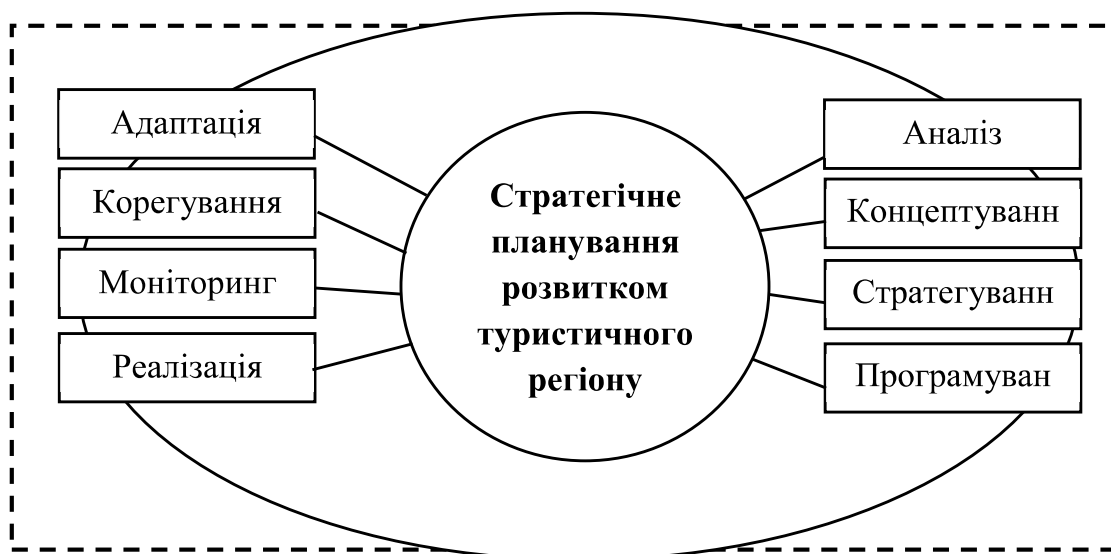 Адаптація
Корегування
Моніторинг
Реалізація
Стратегічне
планування
розвитком
туристичного
регіону
Аналіз
Концептуванн
Стратегуванн
Програмуван